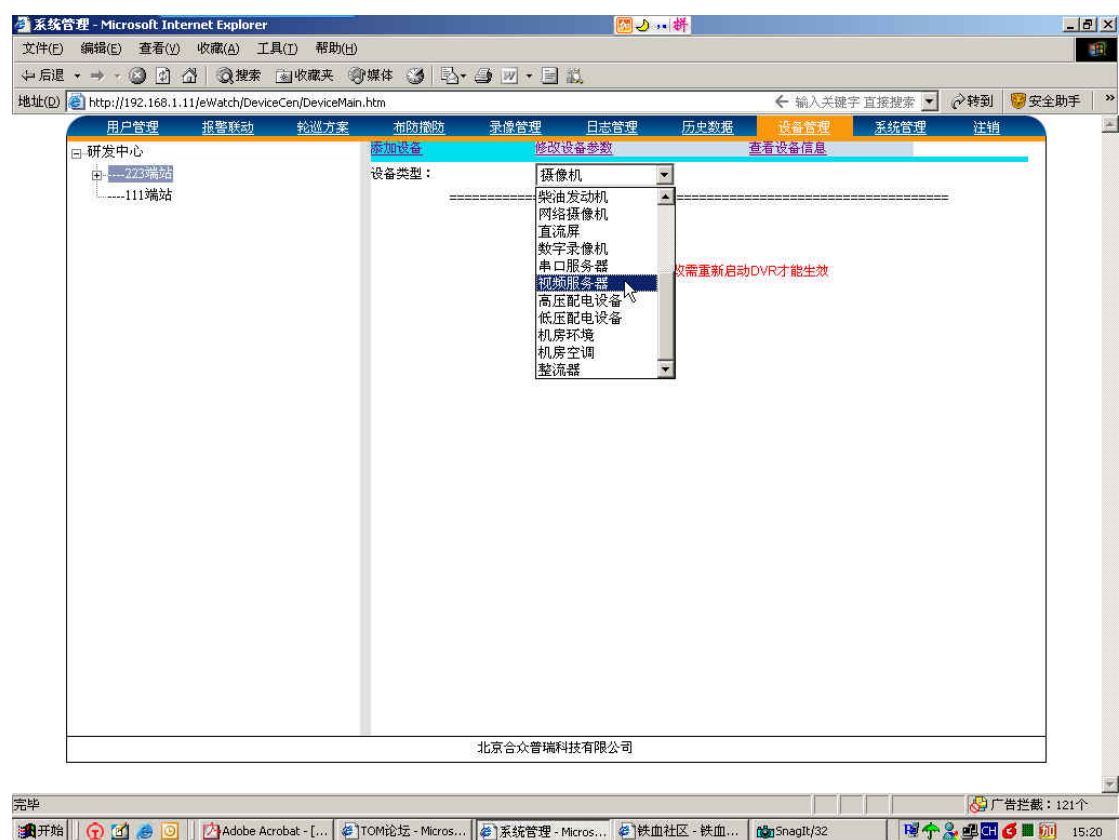 系统管理 - Microsoft Internet Explorer
拼
文件(F) 编辑(E) 查看(V) 收藏(A) 工具(T) 帮助(H)
后退 搜索 收藏夹 媒体
地址(D) http://192.168.1.11/eWatch/DeviceCen/DeviceMain.htm 输入关键字 直接搜索 转到 安全助手 »
用户管理 报警联动 轮巡方案 布防撤防 录像管理 日志管理 历史数据 设备管理 系统管理 注销
研发中心 添加设备 修改设备参数 查看设备信息
----223端站 设备类型： 摄像机
----111端站
柴油发动机
网络摄像机
直流屏
数字录像机
串口服务器
改需重新启动DVR才能生效
视频服务器
高压配电设备
低压配电设备
机房环境
机房空调
整流器
北京合众普瑞科技有限公司
完毕 广告拦截：121个
开始 Adobe Acrobat - [... TOM论坛 - Micros... 系统管理 - Micros... 铁血社区 - 铁血... SnagIt/32 CH 15:20